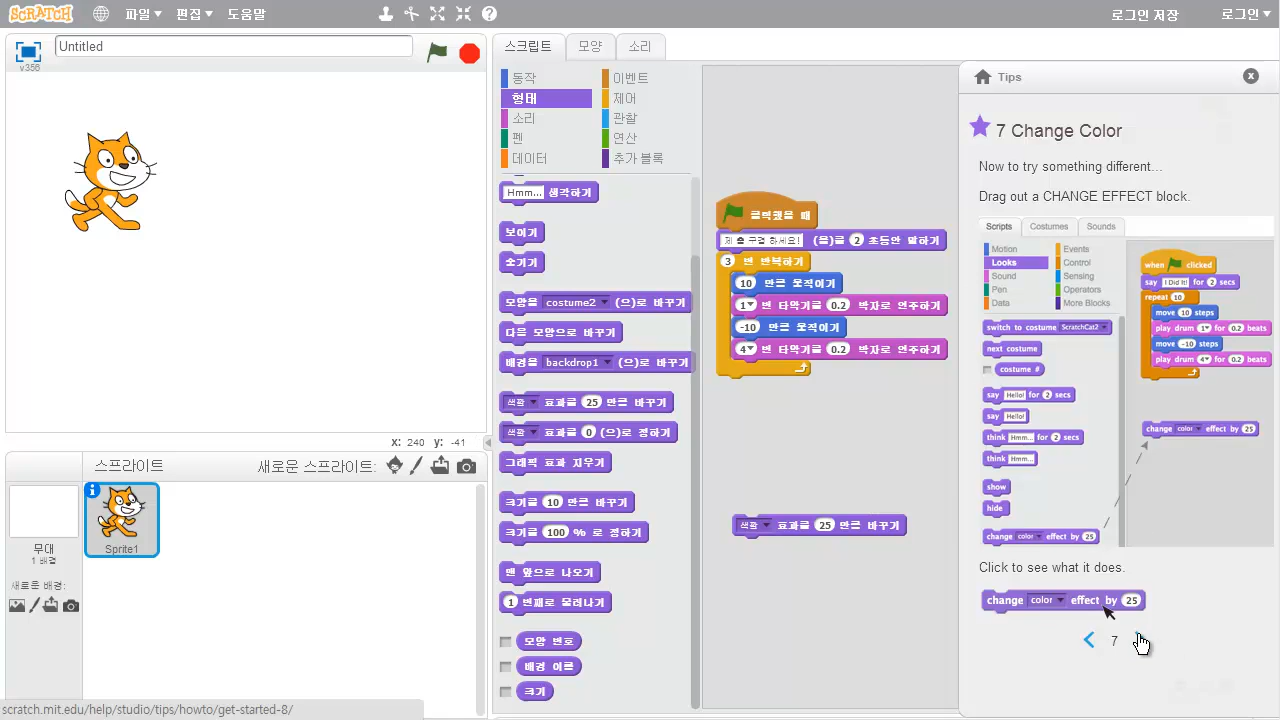 SCRATCH 파일▼ 편집▼ 도움말 로그인 저장 로그인▼
Untitled
v356
x: 240 y: -41
스프라이트 새로운 스프라이트:
Sprite1
무대
1 배경
새로운 배경:
스크립트 모양 소리
동작 이벤트
형태 제어
소리 관찰
펜 연산
데이터 추가 블록
Hmm... 생각하기
보이기
숨기기
모양을 costume2 (으)로 바꾸기
다음 모양으로 바꾸기
배경을 backdrop1 (으)로 바꾸기
색깔 효과를 25 만큼 바꾸기
색깔 효과를 0 (으)로 정하기
그래픽 효과 지우기
크기를 10 만큼 바꾸기
크기를 100 % 로 정하기
맨 앞으로 나오기
1 번째로 물러나기
모양 번호
배경 이름
크기
클릭했을 때
제 춤 구경 하세요! (을)를 2 초동안 말하기
3 번 반복하기
10 만큼 움직이기
1 번 타악기를 0.2 박자로 연주하기
-10 만큼 움직이기
4 번 타악기를 0.2 박자로 연주하기
색깔 효과를 25 만큼 바꾸기
Tips
7 Change Color
Now to try something different...
Drag out a CHANGE EFFECT block.
Scripts Costumes Sounds
Motion Events
Looks Control
Sound Sensing
Pen Operators
Data More Blocks
switch to costume ScratchCat2
next costume
costume #
say Hello! for 2 secs
say Hello!
think Hmm... for 2 secs
think Hmm...
show
hide
change color effect by 25
when clicked
say I Did It! for 2 secs
repeat 10
move 10 steps
play drum 1 for 0.2 beats
move -10 steps
play drum 4 for 0.2 beats
change color effect by 25
Click to see what it does.
change color effect by 25
7
scratch.mit.edu/help/studio/tips/howto/get-started-8/